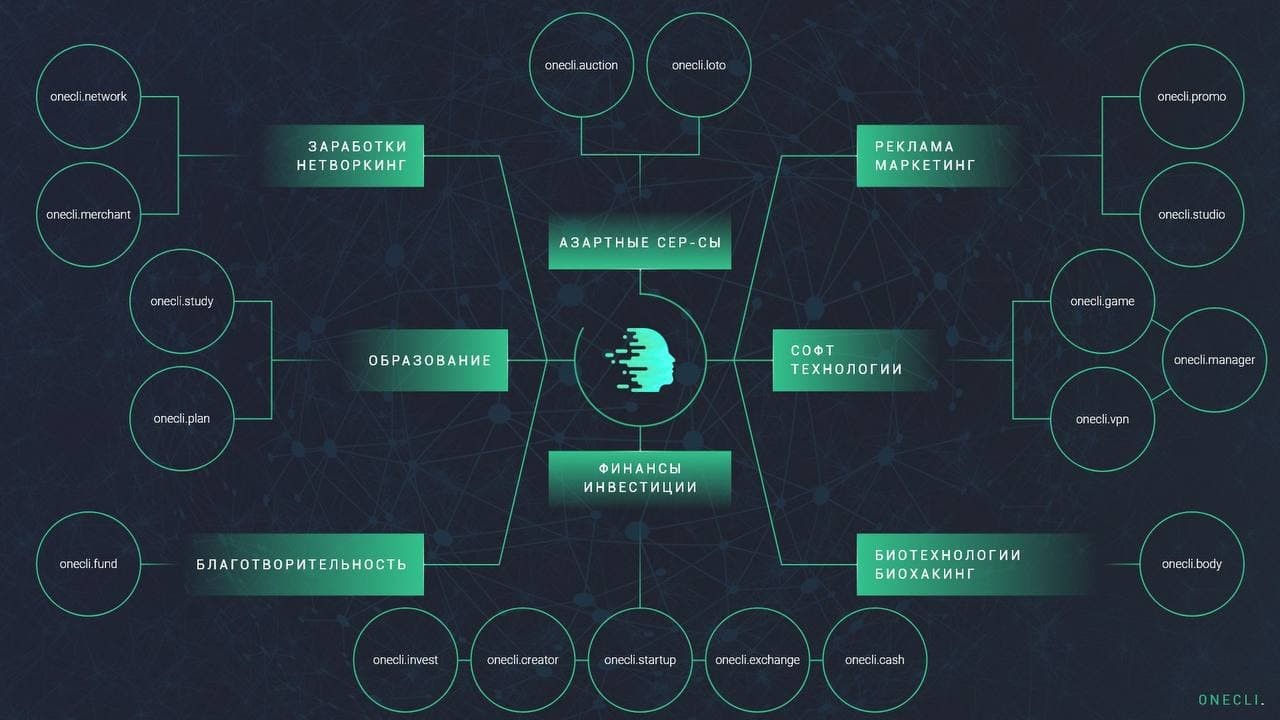 onecli.auction
onecli.loto
onecli.network
onecli.merchant
ЗАРАБОТКИ
НЕТВОРКИНГ
РЕКЛАМА
МАРКЕТИНГ
onecli.promo
onecli.studio
АЗАРТНЫЕ СЕР-СЫ
onecli.study
onecli.plan
ОБРАЗОВАНИЕ
СОФТ
ТЕХНОЛОГИИ
onecli.game
onecli.manager
onecli.vpn
ФИНАНСЫ
ИНВЕСТИЦИИ
onecli.fund
БЛАГОТВОРИТЕЛЬНОСТЬ
БИОТЕХНОЛОГИИ
БИОХАКИНГ
onecli.body
onecli.invest
onecli.creator
onecli.startup
onecli.exchange
onecli.cash
ONECLI.